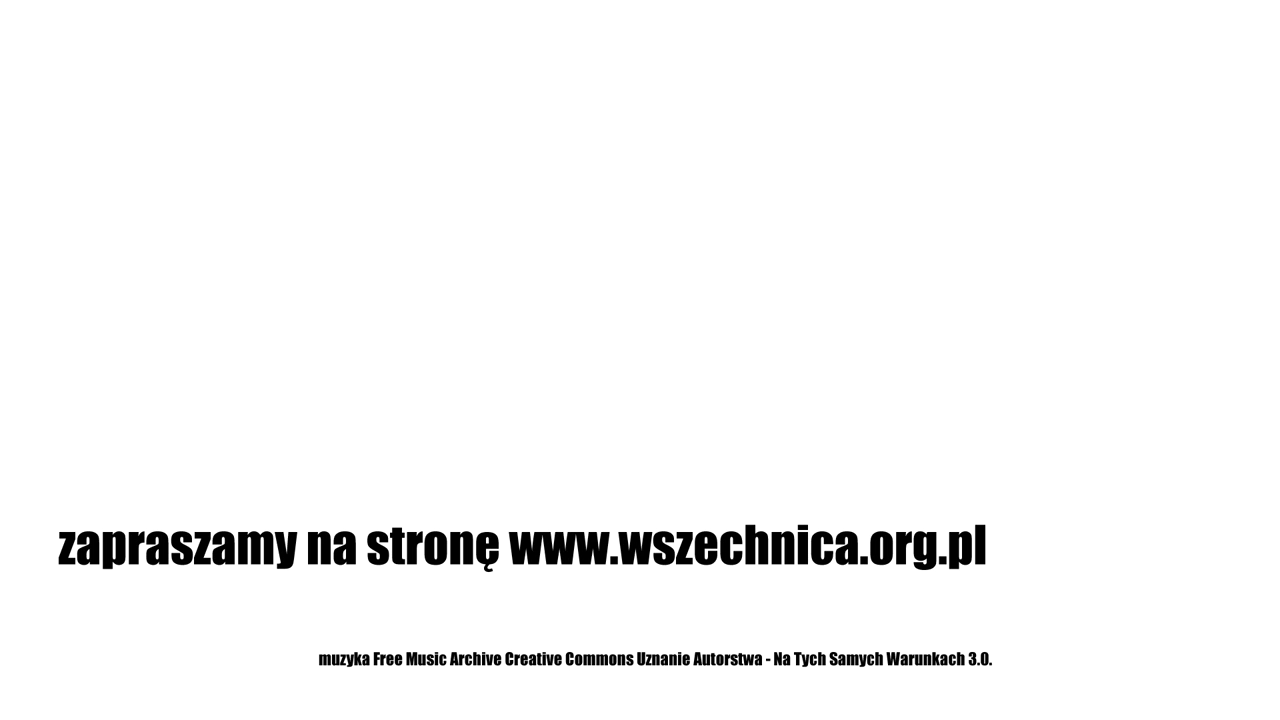 zapraszamy na stronę www.wszechnica.org.pl
muzyka Free Music Archive Creative Commons Uznanie Autorstwa - Na Tych Samych Warunkach 3.0.